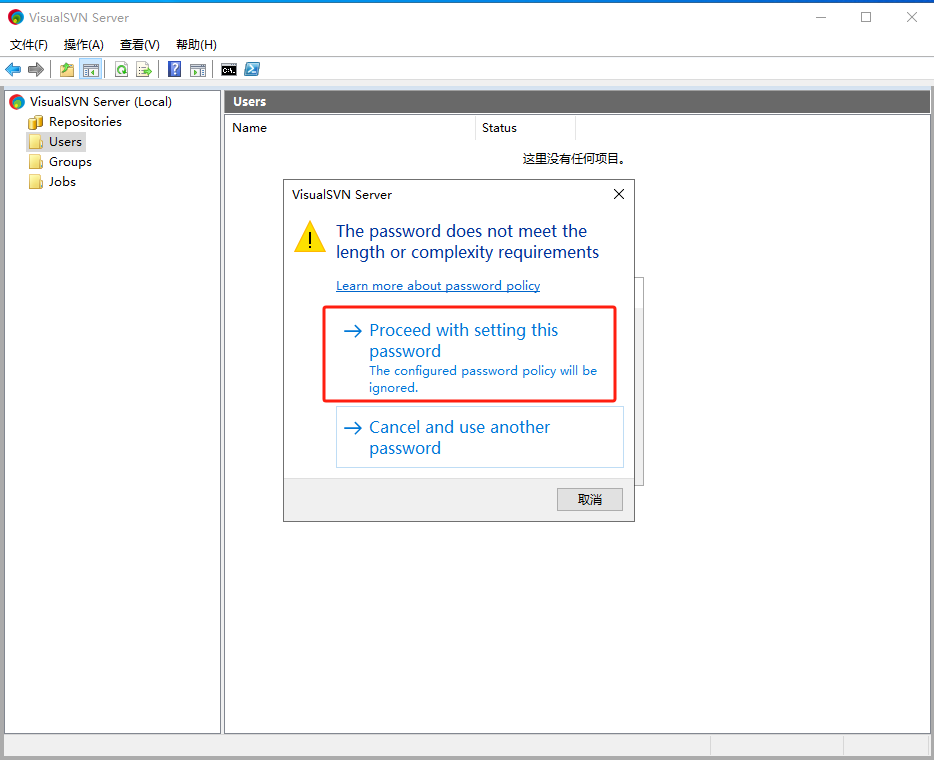 VisualSVN Server
文件(F) 操作(A) 查看(V) 帮助(H)
VisualSVN Server (Local)
Repositories
Users
Groups
Jobs
Users
Name Status
这里没有任何项目。
VisualSVN Server
The password does not meet the
length or complexity requirements
Learn more about password policy
Proceed with setting this
password
The configured password policy will be
ignored.
Cancel and use another
password
取消